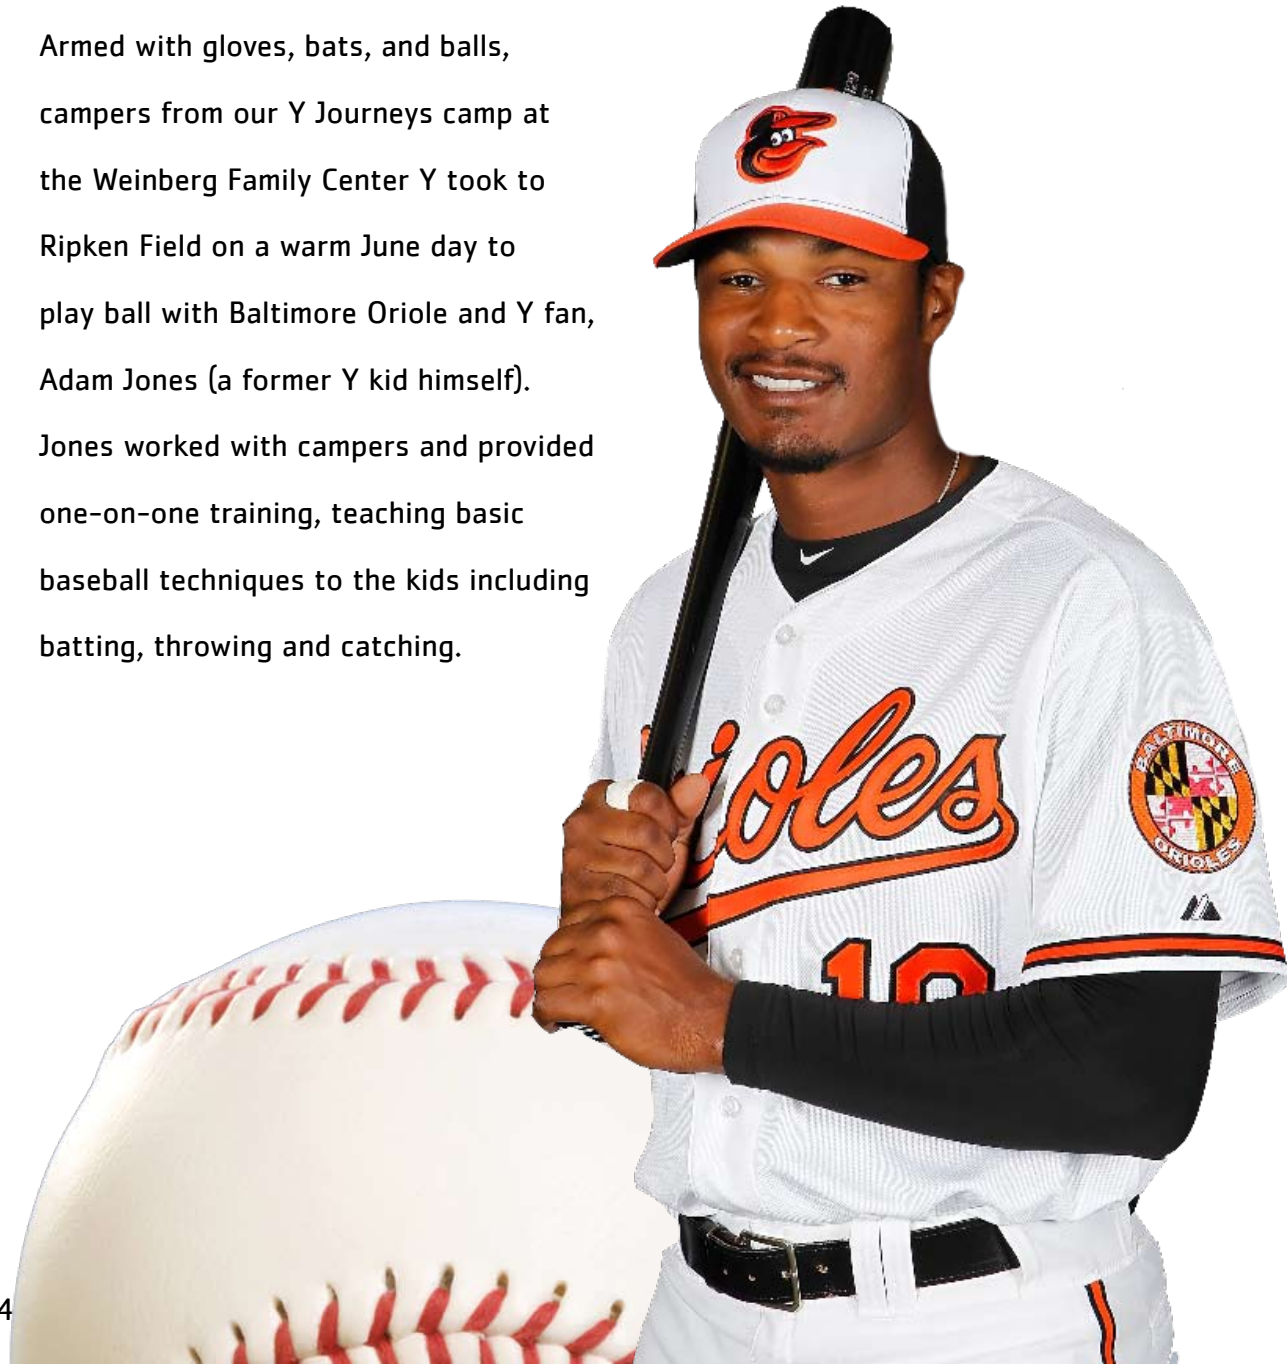 Armed with gloves, bats, and balls,
campers from our Y Journeys camp at
the Weinberg Family Center Y took to
Ripken Field on a warm June day to
play ball with Baltimore Oriole and Y fan,
Adam Jones (a former Y kid himself).
Jones worked with campers and provided
one-on-one training, teaching basic
baseball techniques to the kids including
batting, throwing and catching.
ioles
BALTIMORE
ORIOLES
10
4